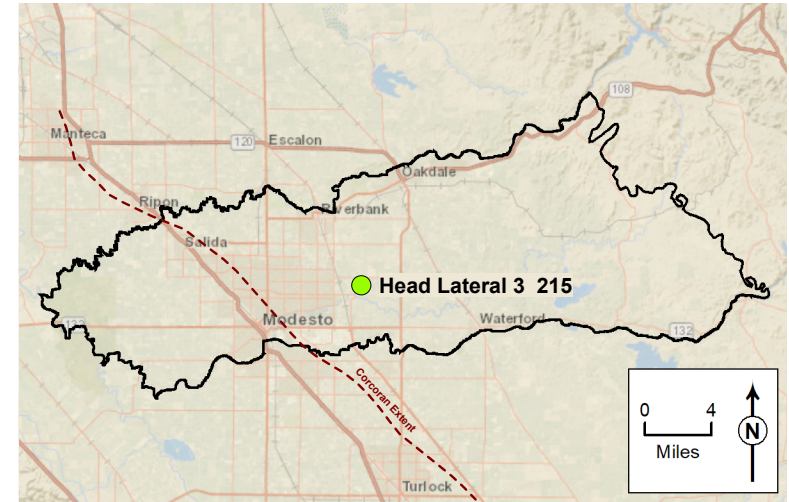 108
Manteca
120 Escalon
Oakdale
Ripon
Riverbank
Salida
Head Lateral 3 215
Modesto
Waterford
132
132
Corcoran Extent
0 4
Miles
N
Turlock